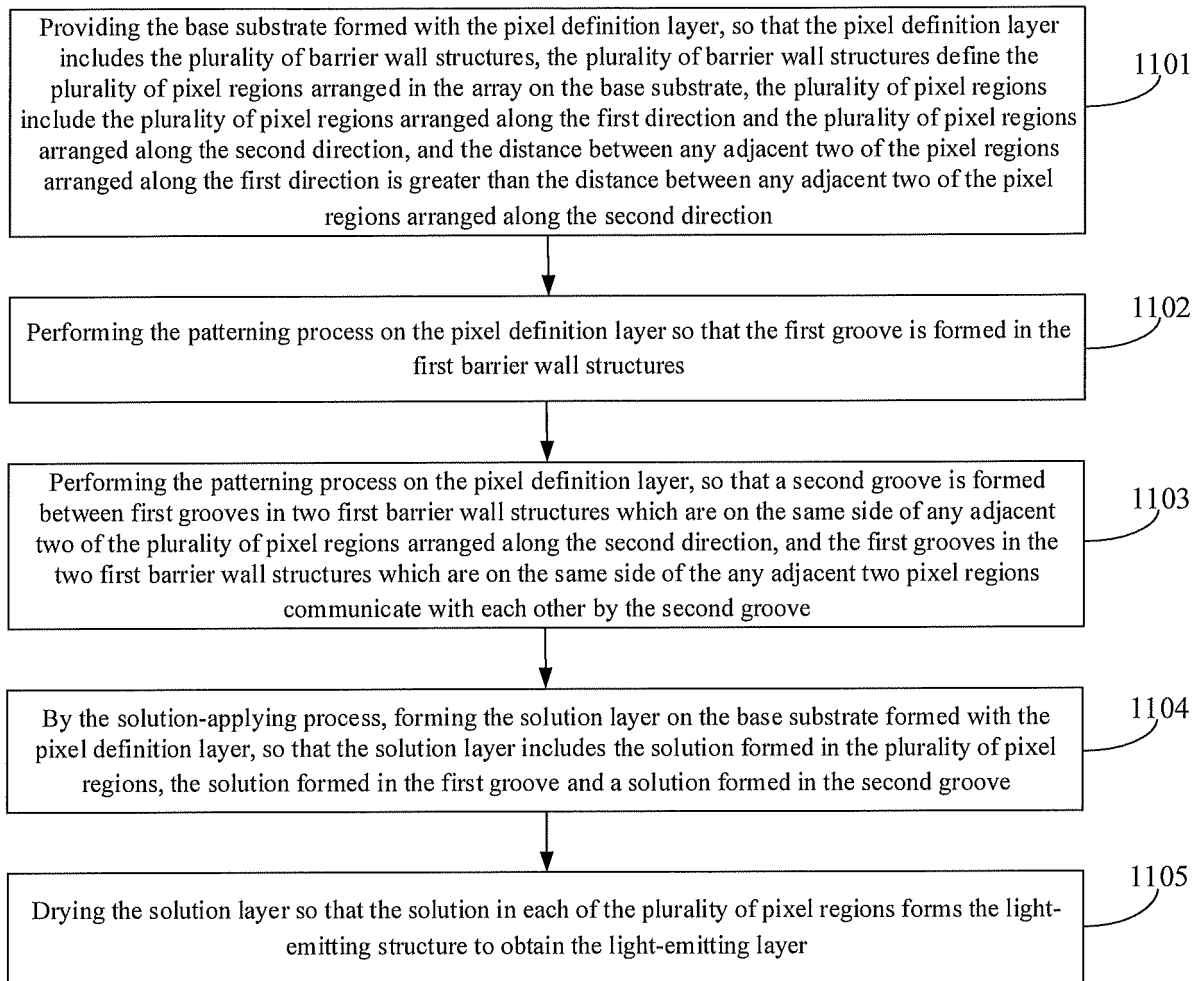 Providing the base substrate formed with the pixel definition layer, so that the pixel definition layer
includes the plurality of barrier wall structures, the plurality of barrier wall structures define the
plurality of pixel regions arranged in the array on the base substrate, the plurality of pixel regions
include the plurality of pixel regions arranged along the first direction and the plurality of pixel regions
arranged along the second direction, and the distance between any adjacent two of the pixel regions
arranged along the first direction is greater than the distance between any adjacent two of the pixel
regions arranged along the second direction
1101
Performing the patterning process on the pixel definition layer so that the first groove is formed in the
first barrier wall structures
1102
Performing the patterning process on the pixel definition layer, so that a second groove is formed
between first grooves in two first barrier wall structures which are on the same side of any adjacent
two of the plurality of pixel regions arranged along the second direction, and the first grooves in the
two first barrier wall structures which are on the same side of the any adjacent two pixel regions
communicate with each other by the second groove
1103
By the solution-applying process, forming the solution layer on the base substrate formed with the
pixel definition layer, so that the solution layer includes the solution formed in the plurality of pixel
regions, the solution formed in the first groove and a solution formed in the second groove
1104
Drying the solution layer so that the solution in each of the plurality of pixel regions forms the light-
emitting structure to obtain the light-emitting layer
1105